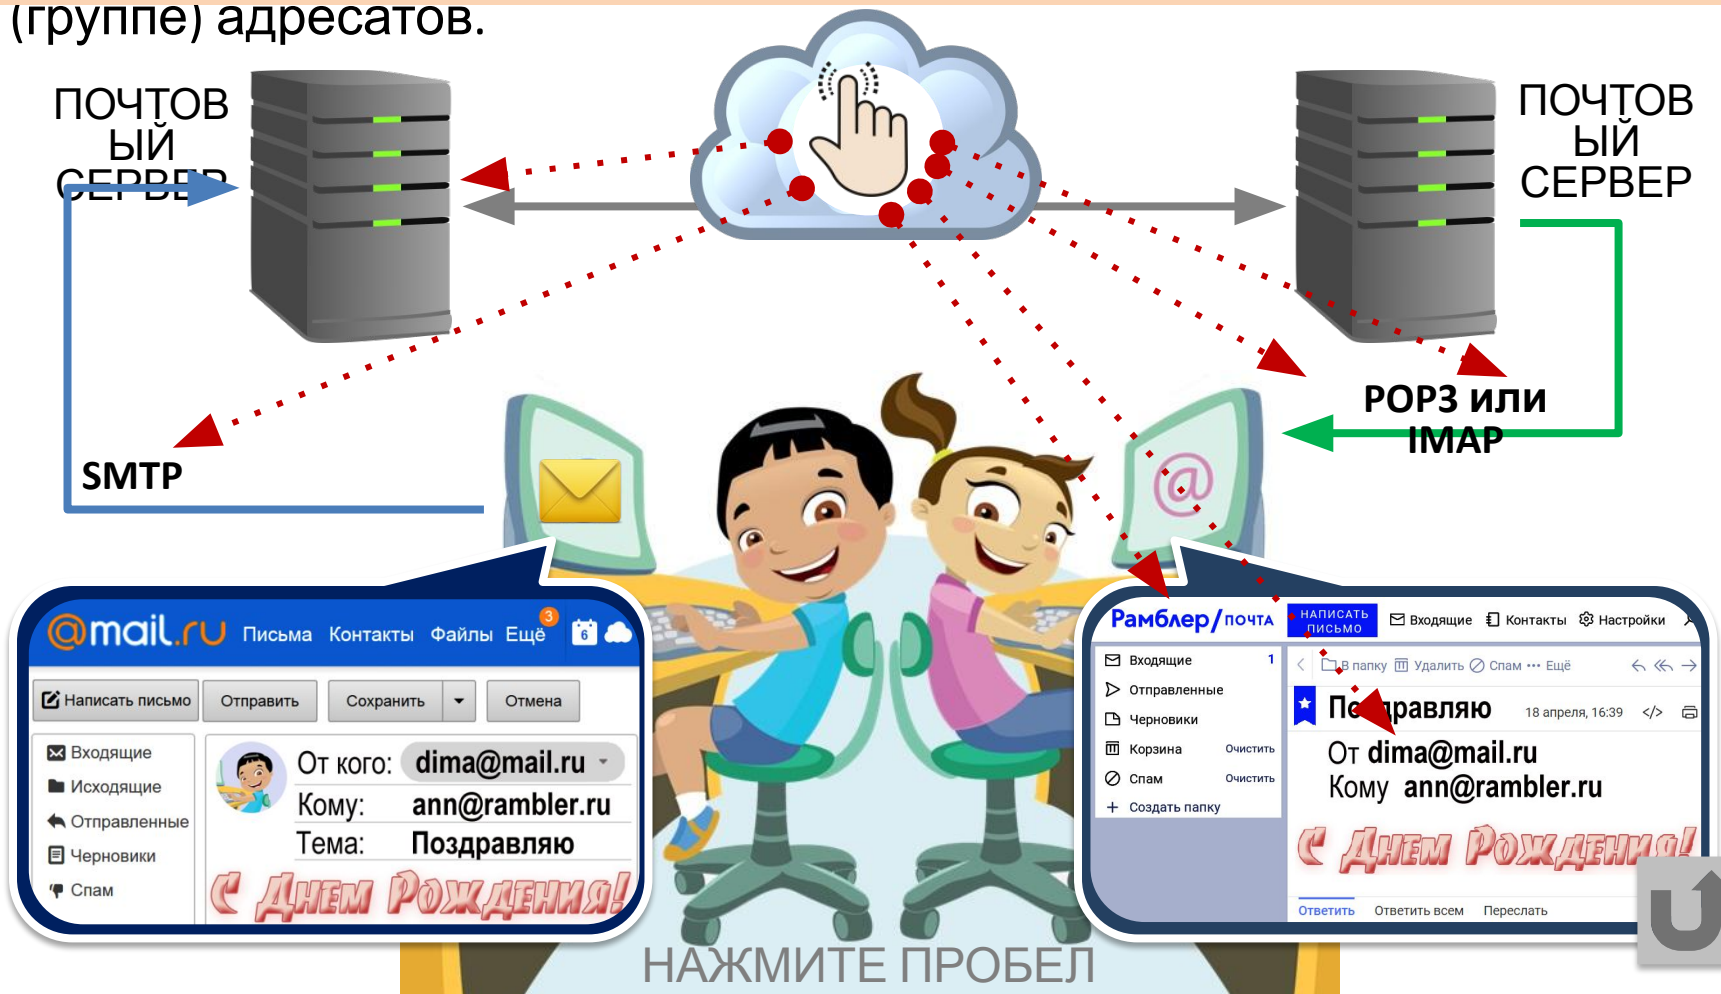 (группе) адресатов.
ПОЧТОВ
ЫЙ
СЕРВЕР
ПОЧТОВ
ЫЙ
СЕРВЕР
SMTP
POP3 или
IMAP
@
@mail.ru Письма Контакты Файлы Ещё 3 6
Написать письмо Отправить Сохранить Отмена
Входящие
Исходящие
Отправленные
Черновики
Спам
От кого: dima@mail.ru
Кому: ann@rambler.ru
Тема: Поздравляю
С Днем Рождения!
Рамблер/почта НАПИСАТЬ ПИСЬМО Входящие Контакты Настройки
Входящие 1
Отправленные
Черновики
Корзина Очистить
Спам Очистить
+ Создать папку
В папку Удалить Спам ··· Ещё
Поздравляю 18 апреля, 16:39 </>
От dima@mail.ru
Кому ann@rambler.ru
С Днем Рождения!
Ответить Ответить всем Переслать
НАЖМИТЕ ПРОБЕЛ